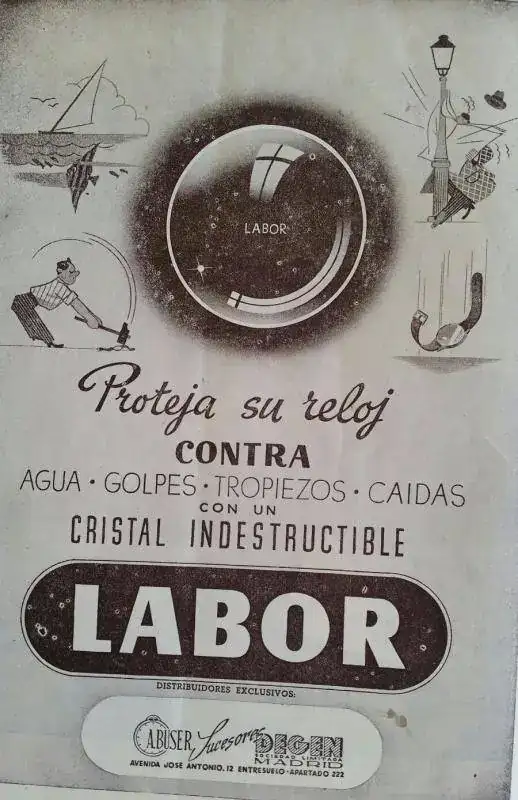 LABOR
Proteja su reloj
CONTRA
AGUA • GOLPES • TROPIEZOS • CAIDAS
CON UN
CRISTAL INDESTRUCTIBLE
LABOR
DISTRIBUIDORES EXCLUSIVOS:
A.BUSER Sucesores DEGEN
SOCIEDAD LIMITADA
MADRID
AVENIDA JOSE ANTONIO, 12 ENTRESUELO • APARTADO 222